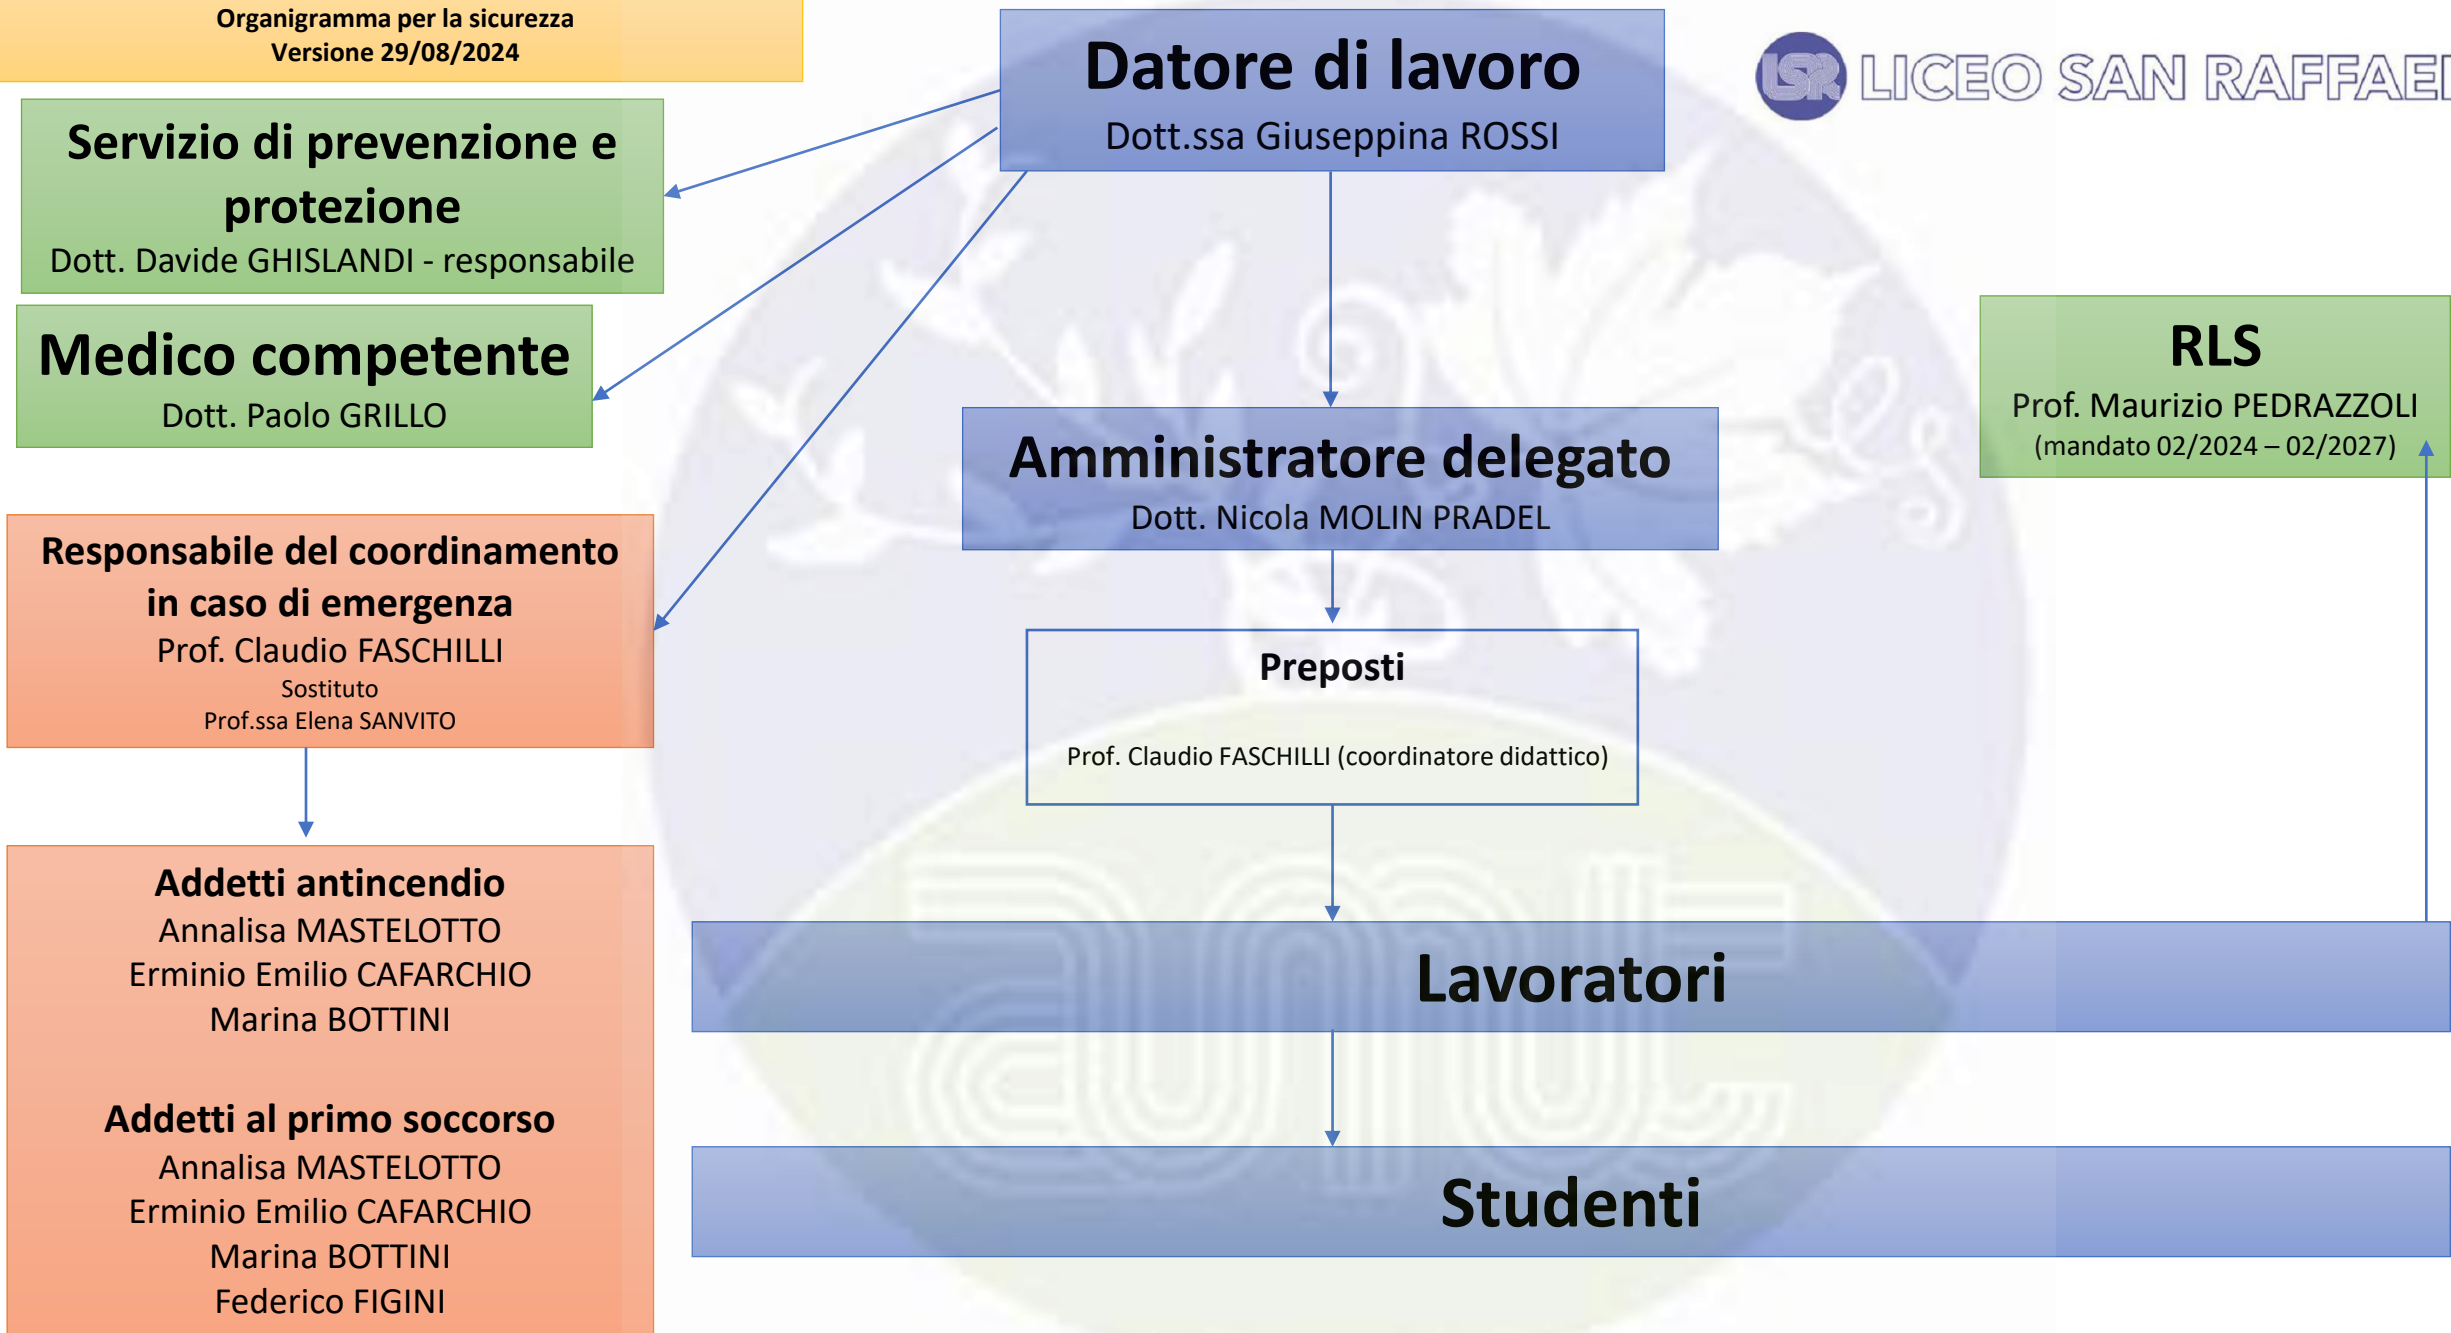 Organigramma per la sicurezza
Versione 29/08/2024
Datore di lavoro
Dott.ssa Giuseppina ROSSI
LSR LICEO SAN RAFFAEL
Servizio di prevenzione e
protezione
Dott. Davide GHISLANDI - responsabile
Medico competente
Dott. Paolo GRILLO
RLS
Prof. Maurizio PEDRAZZOLI
(mandato 02/2024 – 02/2027)
Amministratore delegato
Dott. Nicola MOLIN PRADEL
Responsabile del coordinamento
in caso di emergenza
Prof. Claudio FASCHILLI
Sostituto
Prof.ssa Elena SANVITO
Preposti
Prof. Claudio FASCHILLI (coordinatore didattico)
Addetti antincendio
Annalisa MASTELOTTO
Erminio Emilio CAFARCHIO
Marina BOTTINI
Addetti al primo soccorso
Annalisa MASTELOTTO
Erminio Emilio CAFARCHIO
Marina BOTTINI
Federico FIGINI
Lavoratori
Studenti